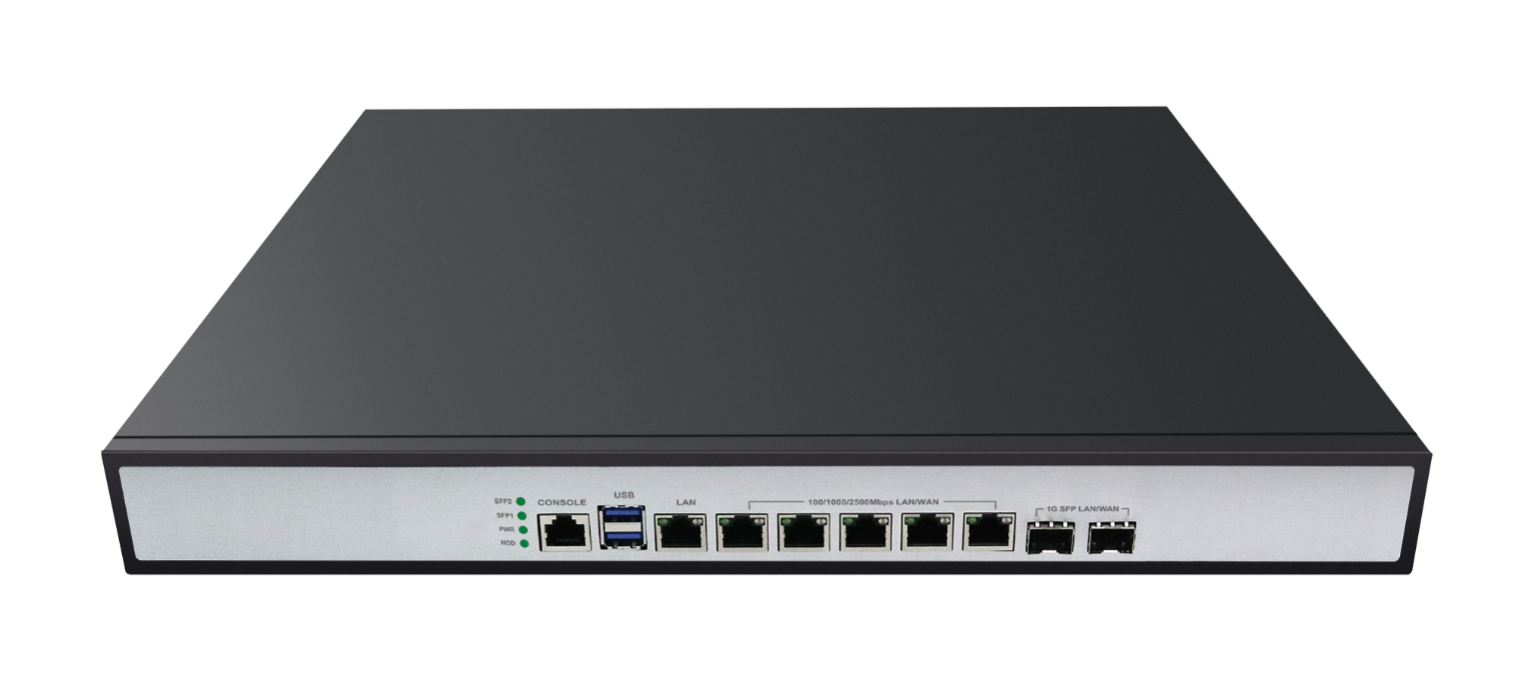 SFP2
SFP1
PWR
HDD
CONSOLE
USB
LAN
100/1000/2500Mbps LAN/WAN
1G SFP LAN/WAN